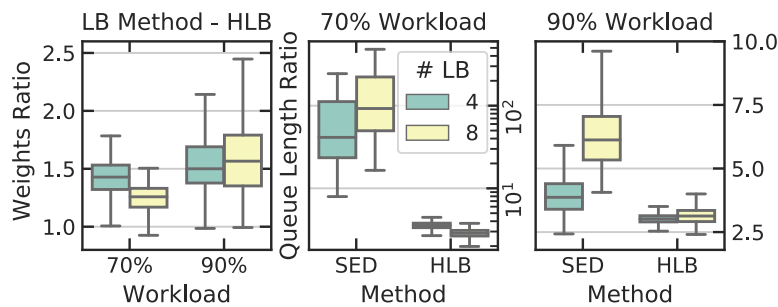 LB Method - HLB
70% Workload
90% Workload
Weights Ratio
2.5
2.0
1.5
1.0
70%
90%
Workload
Queue Length Ratio
# LB
4
8
10²
10¹
SED
HLB
Method
10.0
7.5
5.0
2.5
SED
HLB
Method